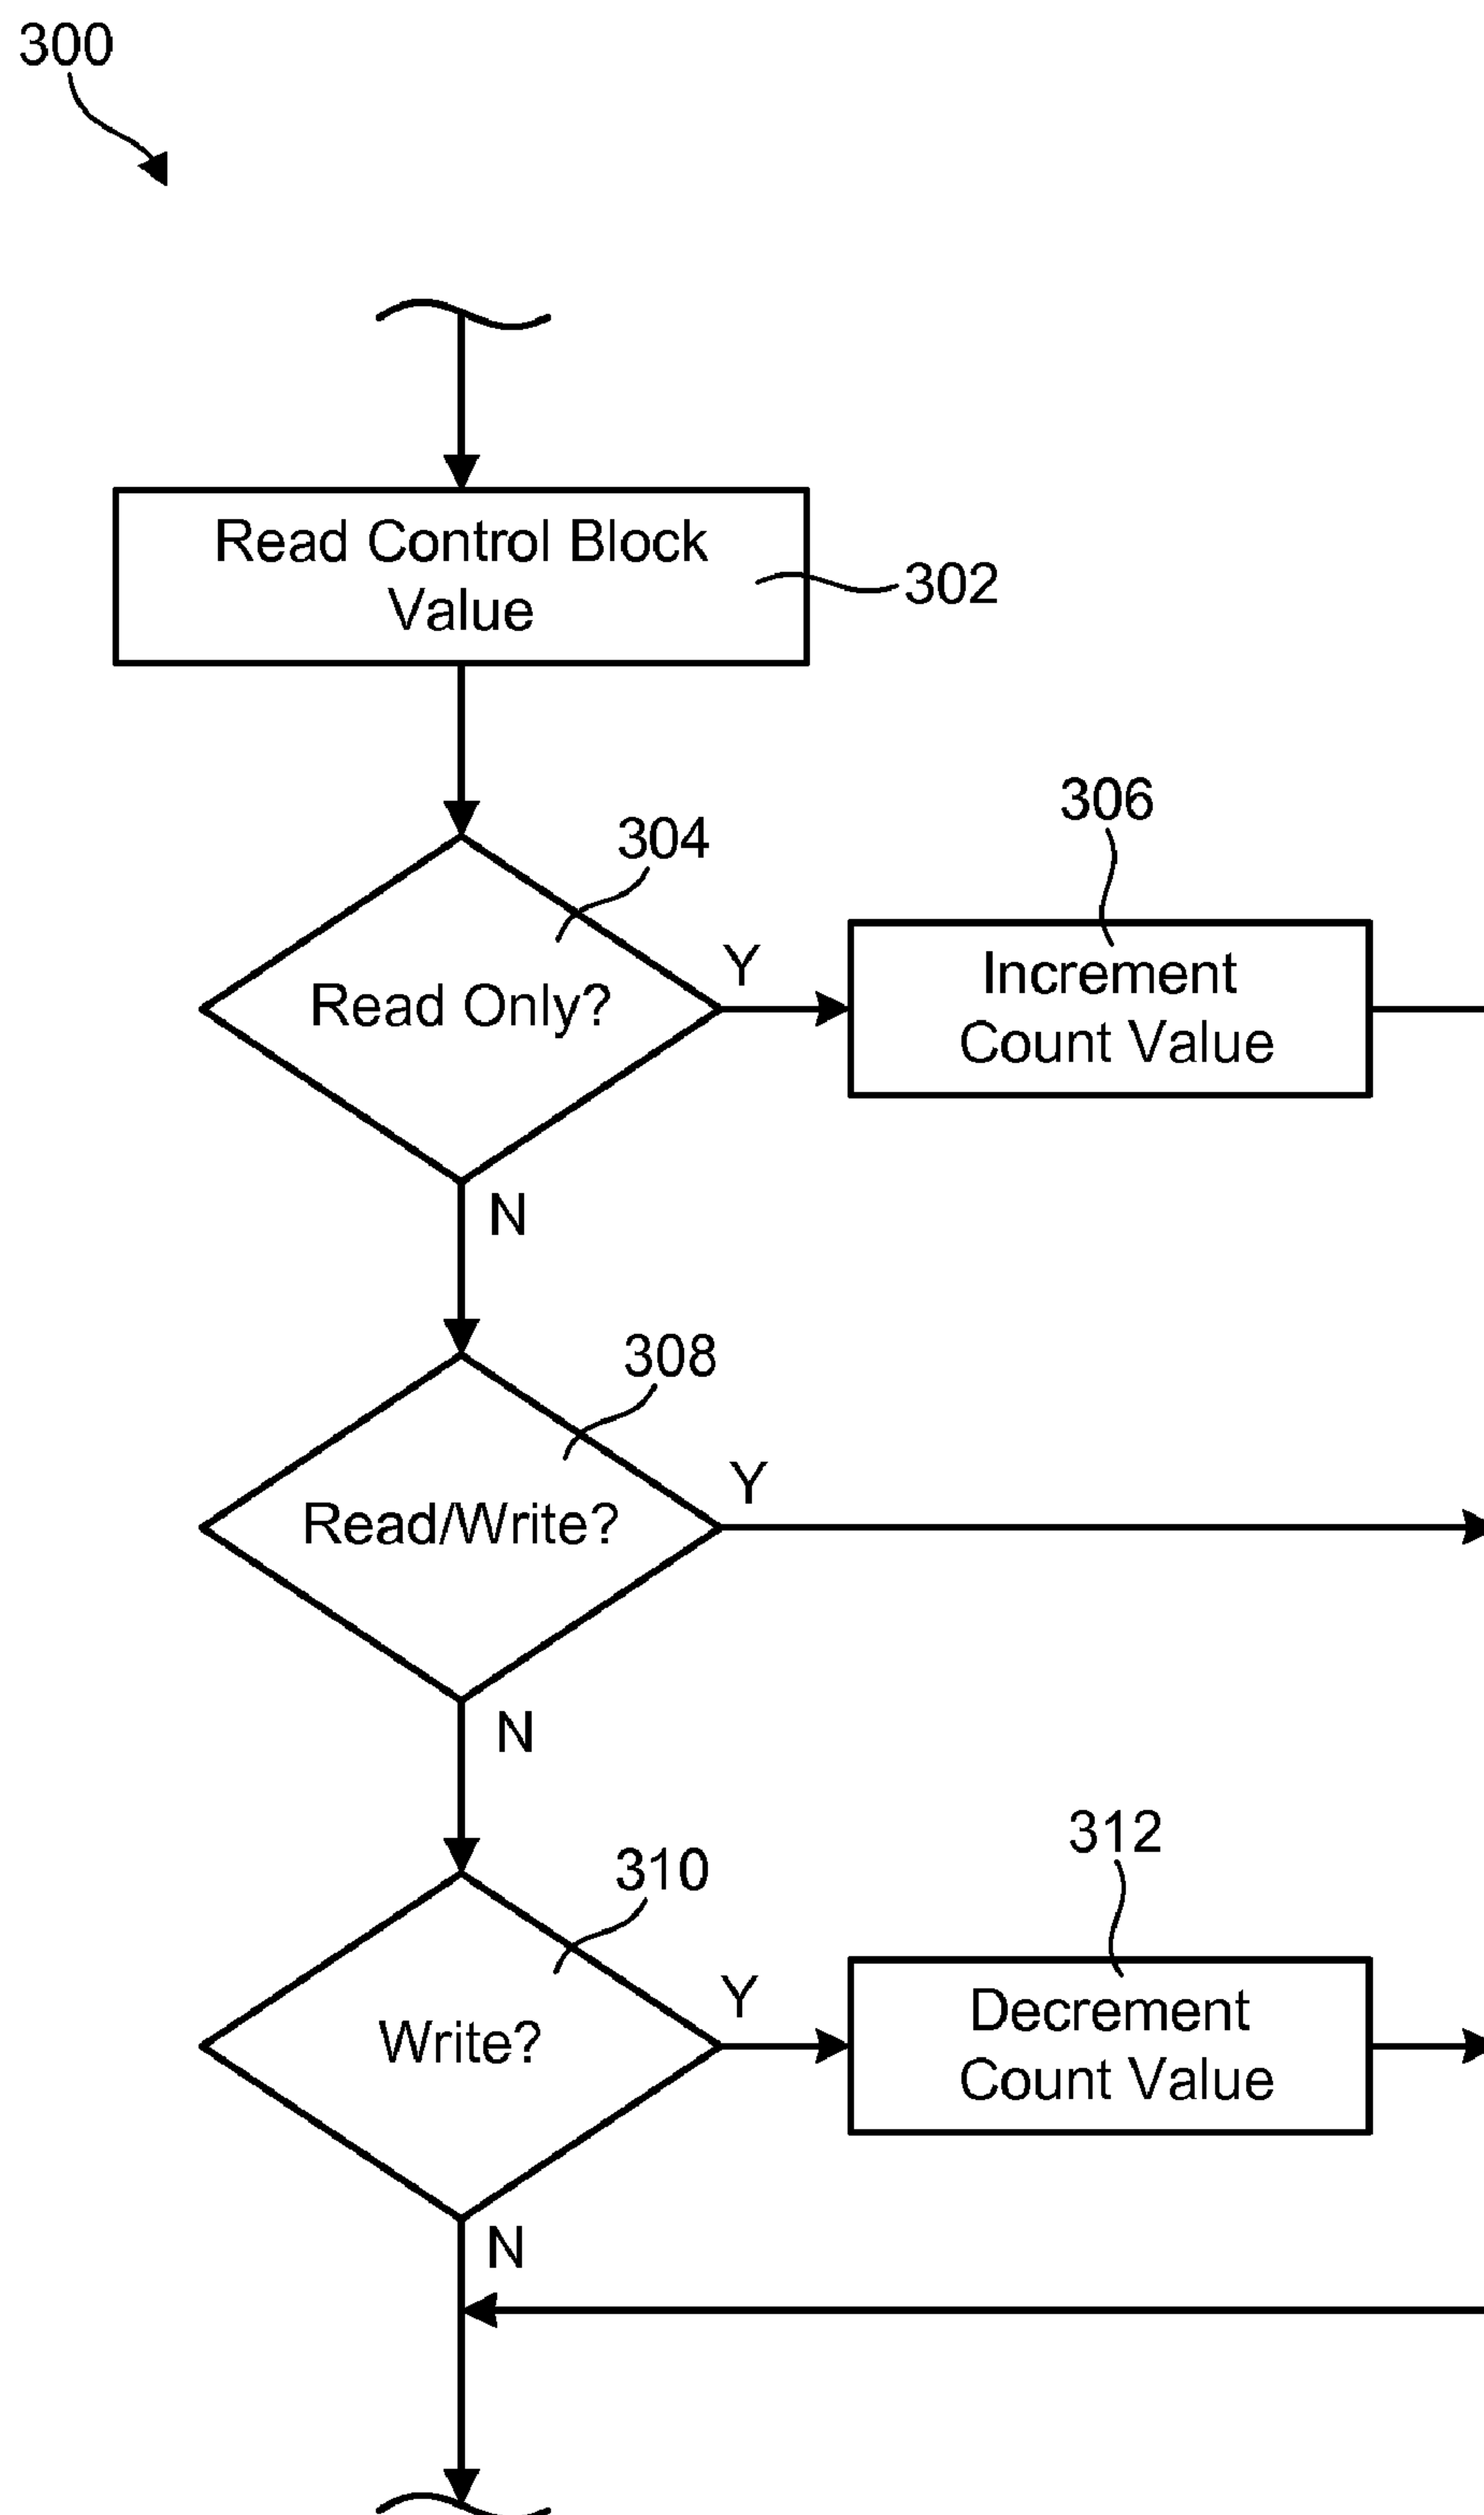 300
Read Control Block
Value
302
304
306
Read Only?
Y
Increment
Count Value
N
308
Read/Write?
Y
N
310
312
Write?
Y
Decrement
Count Value
N